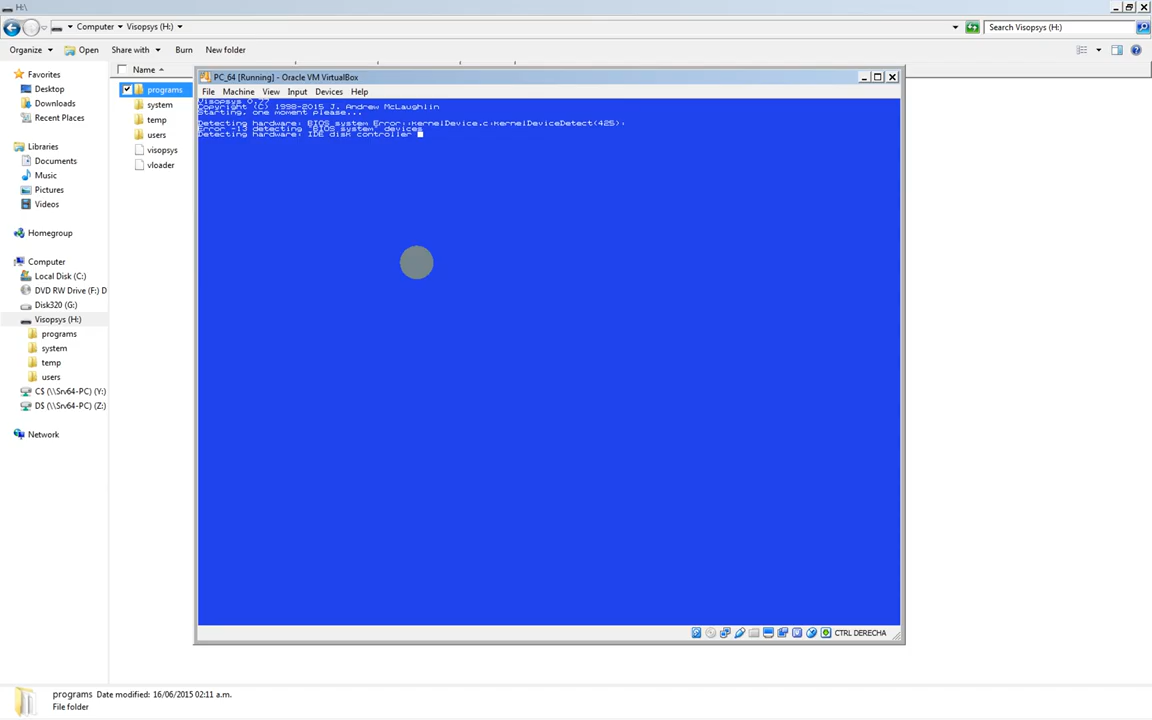 H:\
Computer ▸ Visopsys (H:) ▸
Search Visopsys (H:)
Organize
Open
Share with
Burn
New folder
Favorites
Desktop
Downloads
Recent Places
Libraries
Documents
Music
Pictures
Videos
Homegroup
Computer
Local Disk (C:)
DVD RW Drive (F:) D
Disk320 (G:)
Visopsys (H:)
programs
system
temp
users
C$ (\\Srv64-PC) (Y:)
D$ (\\Srv64-PC) (Z:)
Network
Name
programs
system
temp
users
visopsys
vloader
PC_64 [Running] - Oracle VM VirtualBox
File Machine View Input Devices Help
Visopsys 0.77
Copyright (C) 1998-2015 J. Andrew McLaughlin
Starting, one moment please...
Detecting hardware: BIOS system Error::kernelDevice.c:kernelDeviceDetect(425):
Error -13 detecting "BIOS system" devices
Detecting hardware: IDE disk controller
CTRL DERECHA
programs Date modified: 16/06/2015 02:11 a.m.
File folder